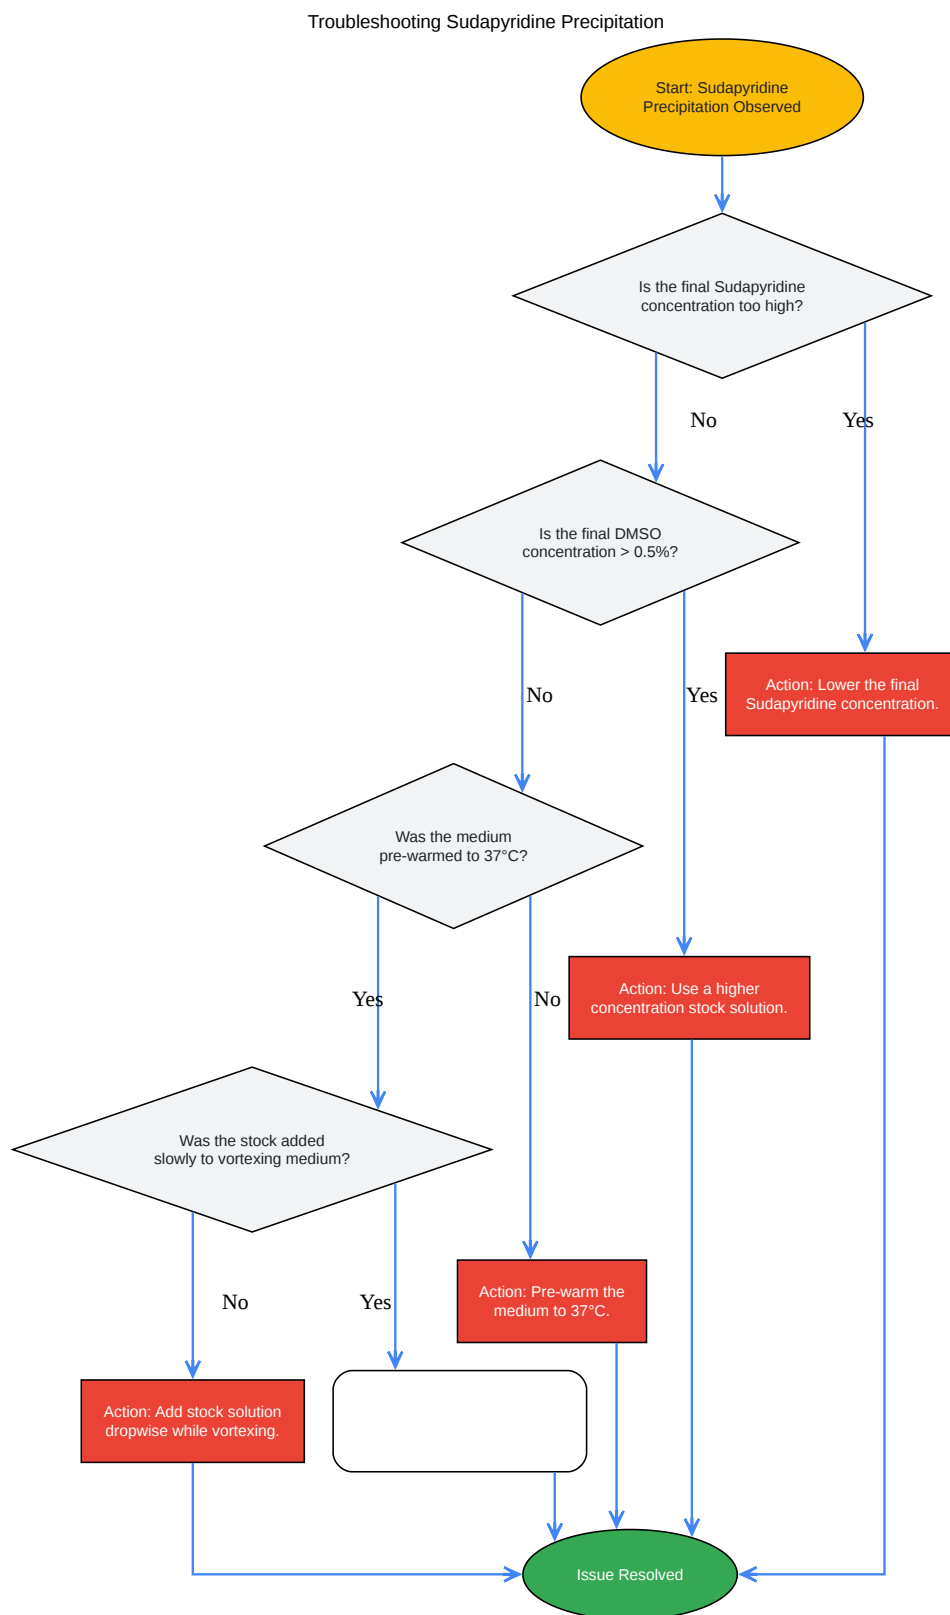 Troubleshooting Sudapyridine Precipitation
Start: Sudapyridine
Precipitation Observed
Is the final Sudapyridine
concentration too high?
No
Yes
Is the final DMSO
concentration > 0.5%?
No
Yes
Action: Lower the final
Sudapyridine concentration.
Was the medium
pre-warmed to 37°C?
Yes
No
Action: Use a higher
concentration stock solution.
Was the stock added
slowly to vortexing medium?
No
Yes
Action: Pre-warm the
medium to 37°C.
Action: Add stock solution
dropwise while vortexing.
Issue Resolved